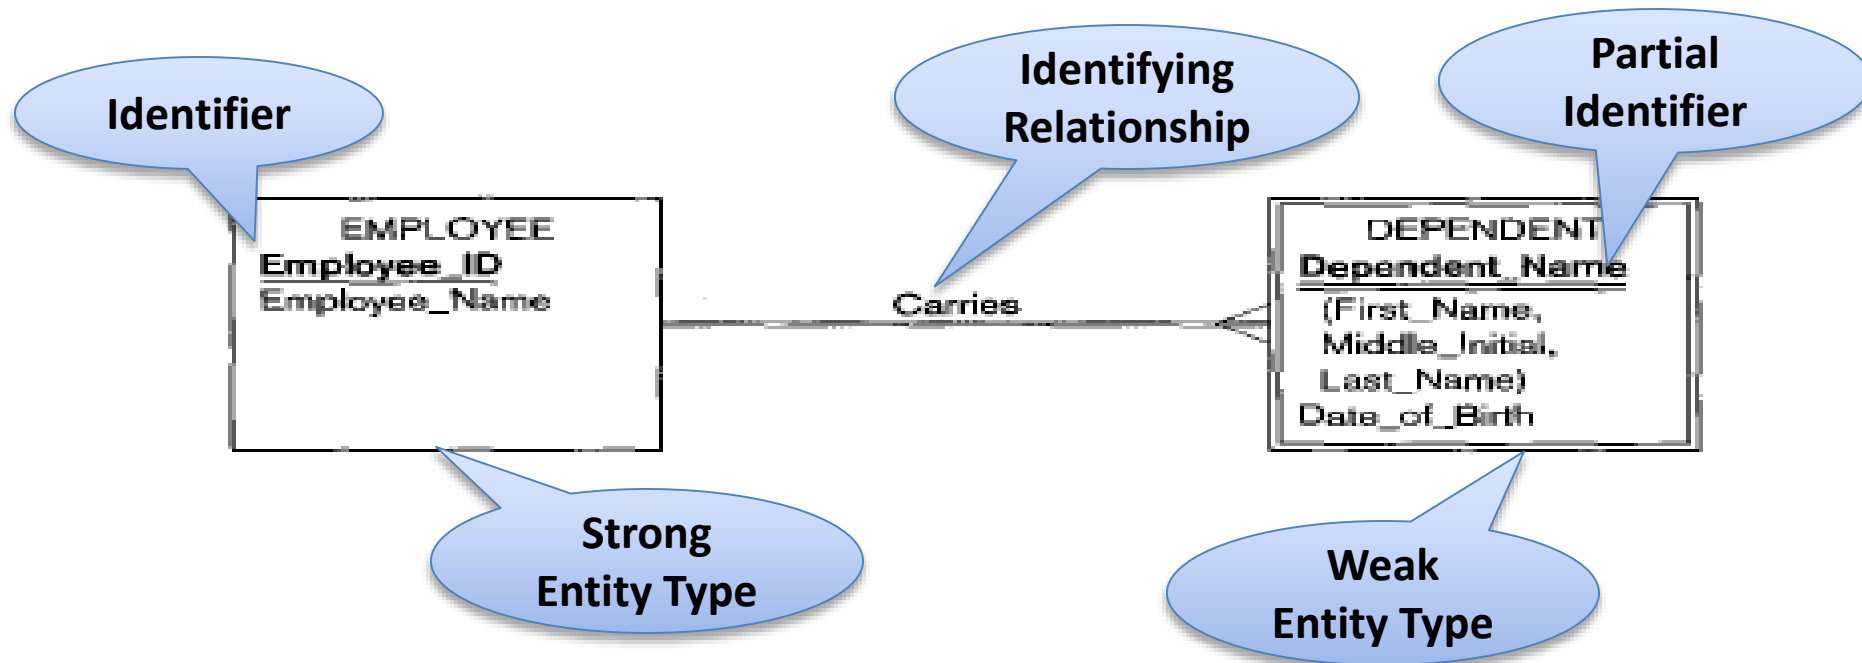 Identifier
Identifying
Relationship
Partial
Identifier
EMPLOYEE
Employee_ID
Employee_Name
Carries
DEPENDENT
Dependent_Name
(First_Name,
Middle_Initial,
Last_Name)
Date_of_Birth
Strong
Entity Type
Weak
Entity Type